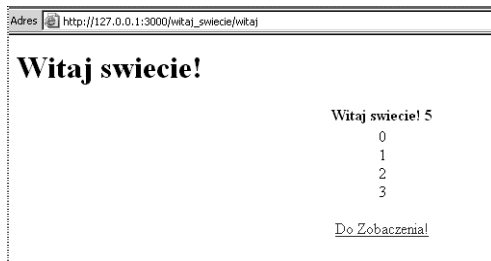 Adres http://127.0.0.1:3000/witaj_swiecie/witaj
Witaj swiecie!
Witaj swiecie! 5
0
1
2
3
Do Zobaczenia!